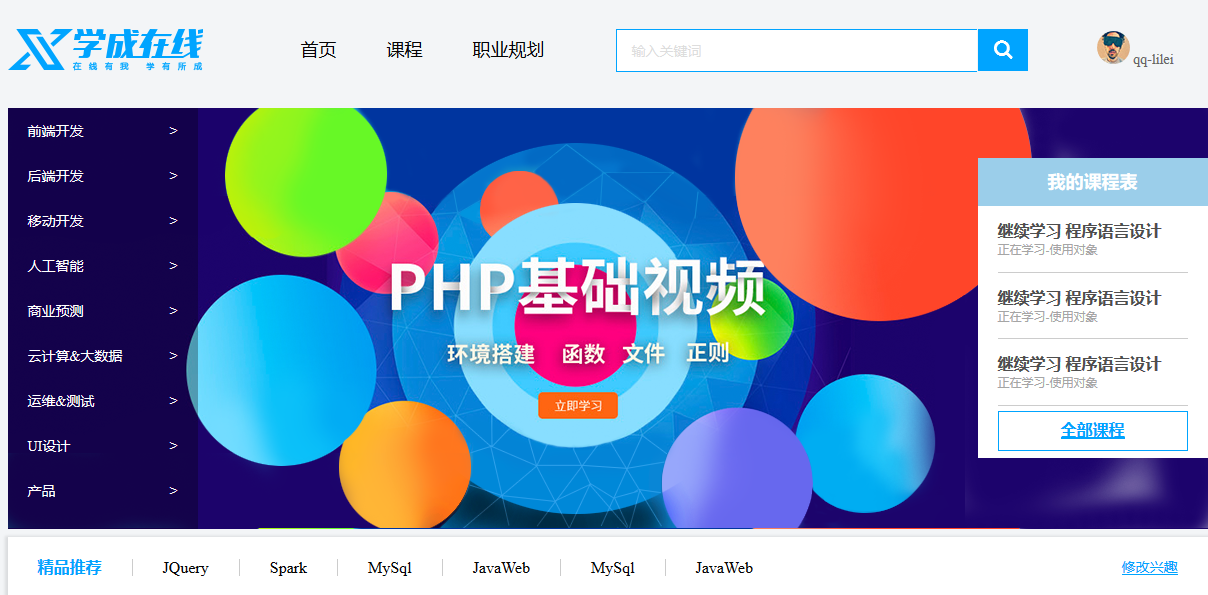 学成在线
在线有我 学有所成
首页 课程 职业规划
输入关键词
qq-lilei
前端开发 >
后端开发 >
移动开发 >
人工智能 >
商业预测 >
云计算&大数据 >
运维&测试 >
UI设计 >
产品 >
PHP基础视频
环境搭建 函数 文件 正则
立即学习
我的课程表
继续学习 程序语言设计
正在学习-使用对象
继续学习 程序语言设计
正在学习-使用对象
继续学习 程序语言设计
正在学习-使用对象
全部课程
精品推荐 JQuery Spark MySql JavaWeb MySql JavaWeb 修改兴趣